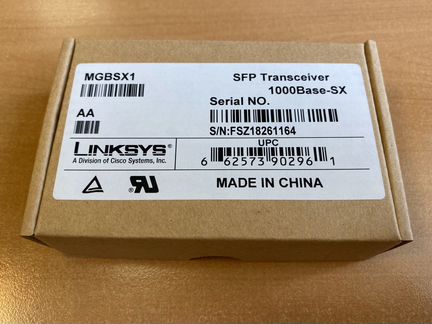 MGBSX1
SFP Transceiver
1000Base-SX
Serial NO.
AA
S/N:FSZ18261164
LINKSYS®
A Division of Cisco Systems, Inc.
UPC
6 62573 90296 1
MADE IN CHINA